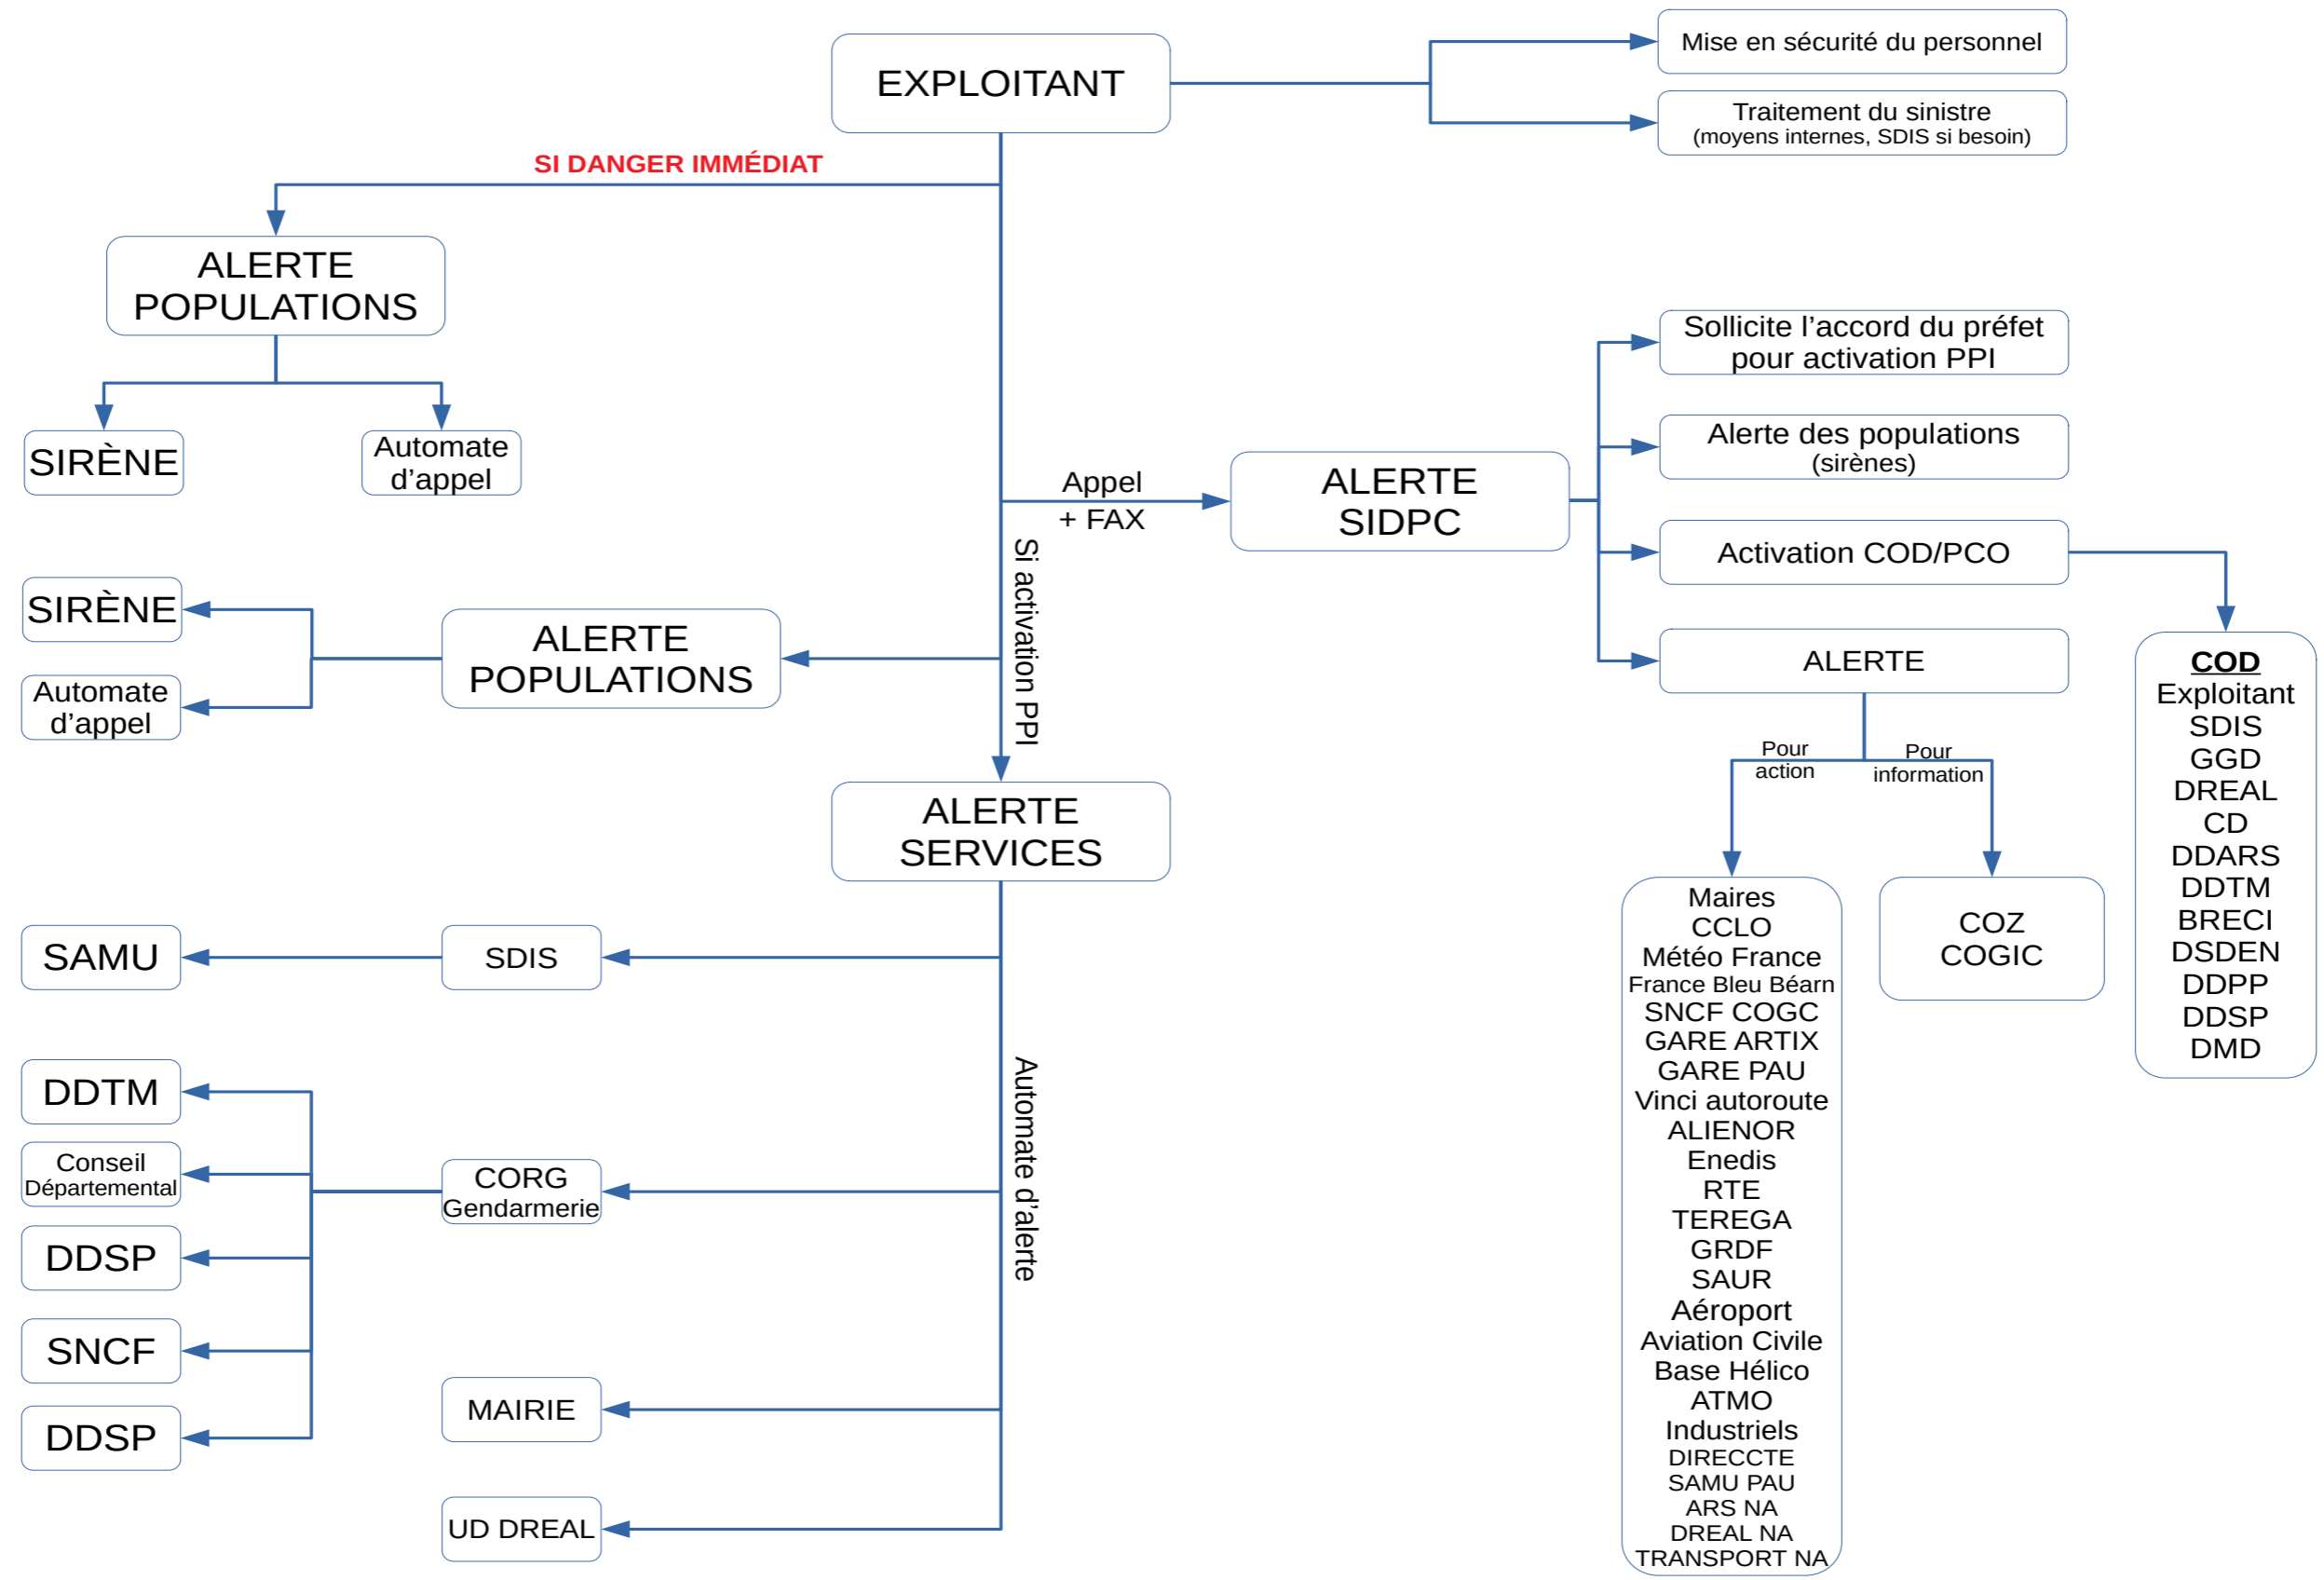 EXPLOITANT
Mise en sécurité du personnel
Traitement du sinistre
(moyens internes, SDIS si besoin)
SI DANGER IMMÉDIAT
ALERTE
POPULATIONS
SIRÈNE
Automate
d’appel
Appel
+ FAX
ALERTE
SIDPC
Sollicite l’accord du préfet
pour activation PPI
Alerte des populations
(sirènes)
Activation COD/PCO
ALERTE
Si activation PPI
SIRÈNE
Automate
d’appel
ALERTE
POPULATIONS
COD
Exploitant
SDIS
GGD
DREAL
CD
DDARS
DDTM
BRECI
DSDEN
DDPP
DDSP
DMD
Pour
action
Pour
information
ALERTE
SERVICES
Maires
CCLO
Météo France
France Bleu Béarn
SNCF COGC
GARE ARTIX
GARE PAU
Vinci autoroute
ALIENOR
Enedis
RTE
TEREGA
GRDF
SAUR
Aéroport
Aviation Civile
Base Hélico
ATMO
Industriels
DIRECCTE
SAMU PAU
ARS NA
DREAL NA
TRANSPORT NA
COZ
COGIC
SAMU
SDIS
Automate d’alerte
DDTM
Conseil
Départemental
DDSP
SNCF
DDSP
CORG
Gendarmerie
MAIRIE
UD DREAL